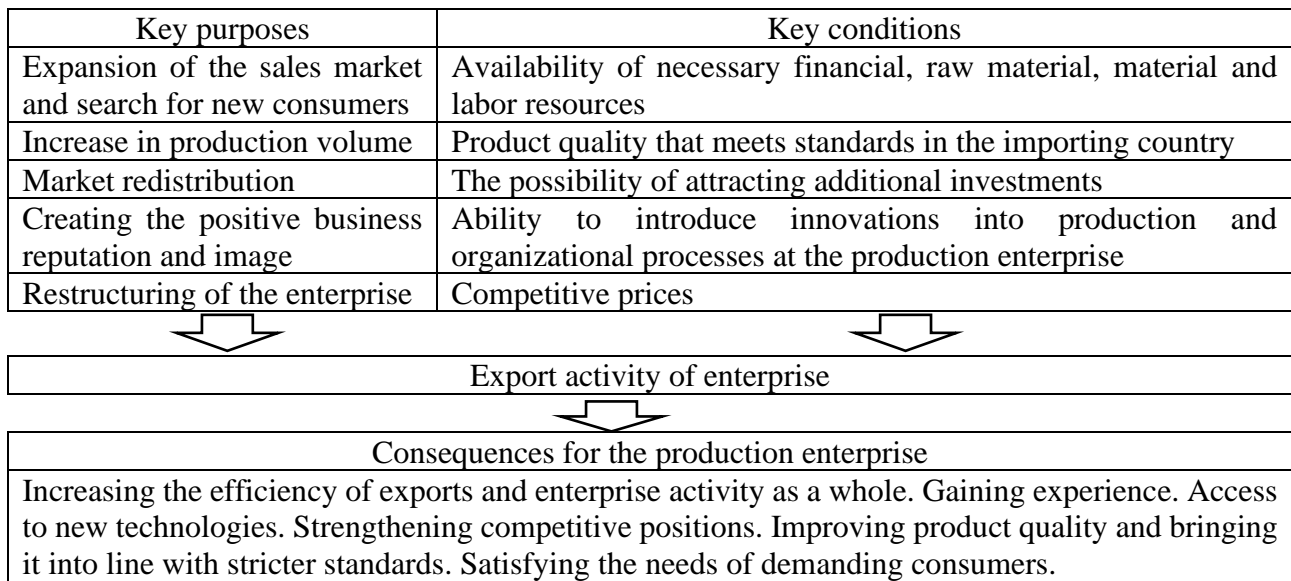 Key purposes Key conditions
Expansion of the sales market Availability of necessary financial, raw material, material and
and search for new consumers labor resources
Increase in production volume Product quality that meets standards in the importing country
Market redistribution The possibility of attracting additional investments
Creating the positive business Ability to introduce innovations into production and
reputation and image organizational processes at the production enterprise
Restructuring of the enterprise Competitive prices
Export activity of enterprise
Consequences for the production enterprise
Increasing the efficiency of exports and enterprise activity as a whole. Gaining experience. Access
to new technologies. Strengthening competitive positions. Improving product quality and bringing
it into line with stricter standards. Satisfying the needs of demanding consumers.